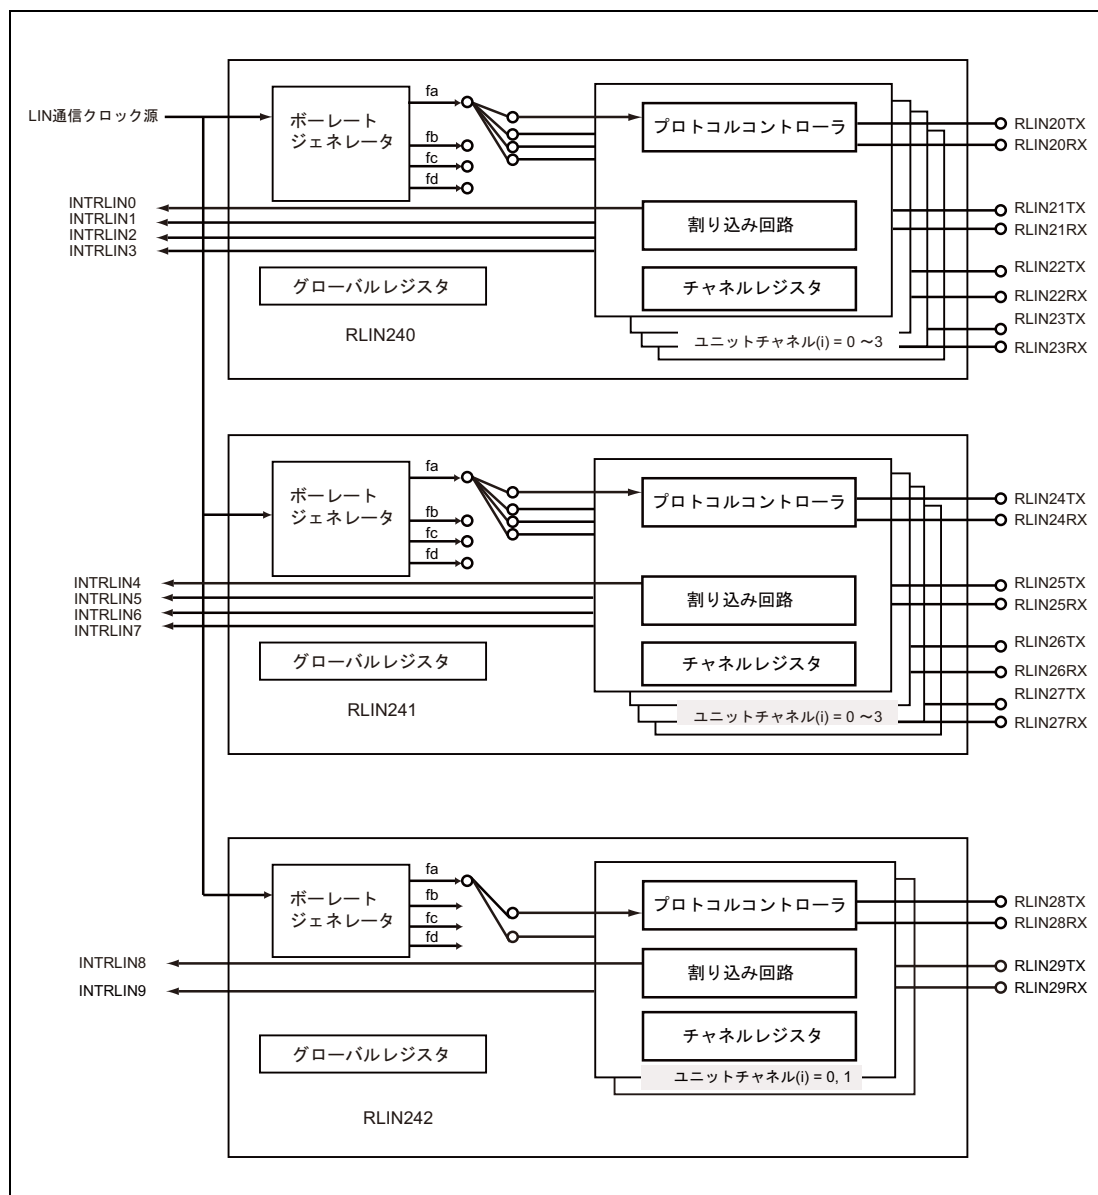 LIN通信クロック源
ボーレート
ジェネレータ
fa
fb
fc
fd
プロトコルコントローラ
RLIN20TX
RLIN20RX
INTRLIN0
INTRLIN1
INTRLIN2
INTRLIN3
割り込み回路
RLIN21TX
RLIN21RX
グローバルレジスタ
チャネルレジスタ
RLIN22TX
RLIN22RX
RLIN240
ユニットチャネル(i) = 0 ～3
RLIN23TX
RLIN23RX
ボーレート
ジェネレータ
fa
fb
fc
fd
プロトコルコントローラ
RLIN24TX
RLIN24RX
INTRLIN4
INTRLIN5
INTRLIN6
INTRLIN7
割り込み回路
RLIN25TX
RLIN25RX
グローバルレジスタ
チャネルレジスタ
RLIN26TX
RLIN26RX
RLIN241
ユニットチャネル(i) = 0 ～3
RLIN27TX
RLIN27RX
ボーレート
ジェネレータ
fa
fb
fc
fd
プロトコルコントローラ
RLIN28TX
RLIN28RX
INTRLIN8
INTRLIN9
割り込み回路
RLIN29TX
RLIN29RX
グローバルレジスタ
チャネルレジスタ
ユニットチャネル(i) = 0, 1
RLIN242